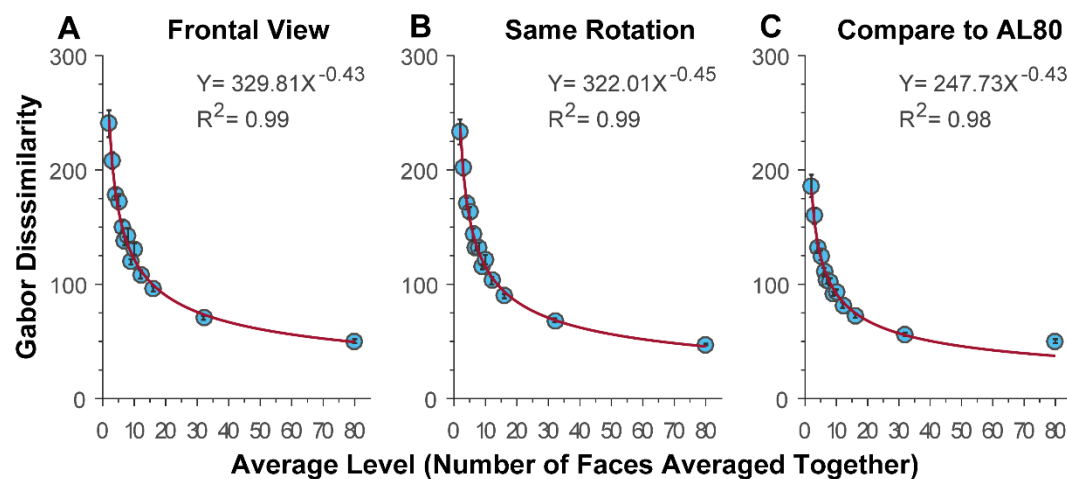 A Frontal View
B Same Rotation
C Compare to AL80
Gabor Disssimilarity
300
200
100
0
Y= 329.81X^-0.43
R^2= 0.99
0 10 20 30 40 50 60 70 80
300
200
100
0
Y= 322.01X^-0.45
R^2= 0.99
0 10 20 30 40 50 60 70 80
300
200
100
0
Y= 247.73X^-0.43
R^2= 0.98
0 10 20 30 40 50 60 70 80
Average Level (Number of Faces Averaged Together)